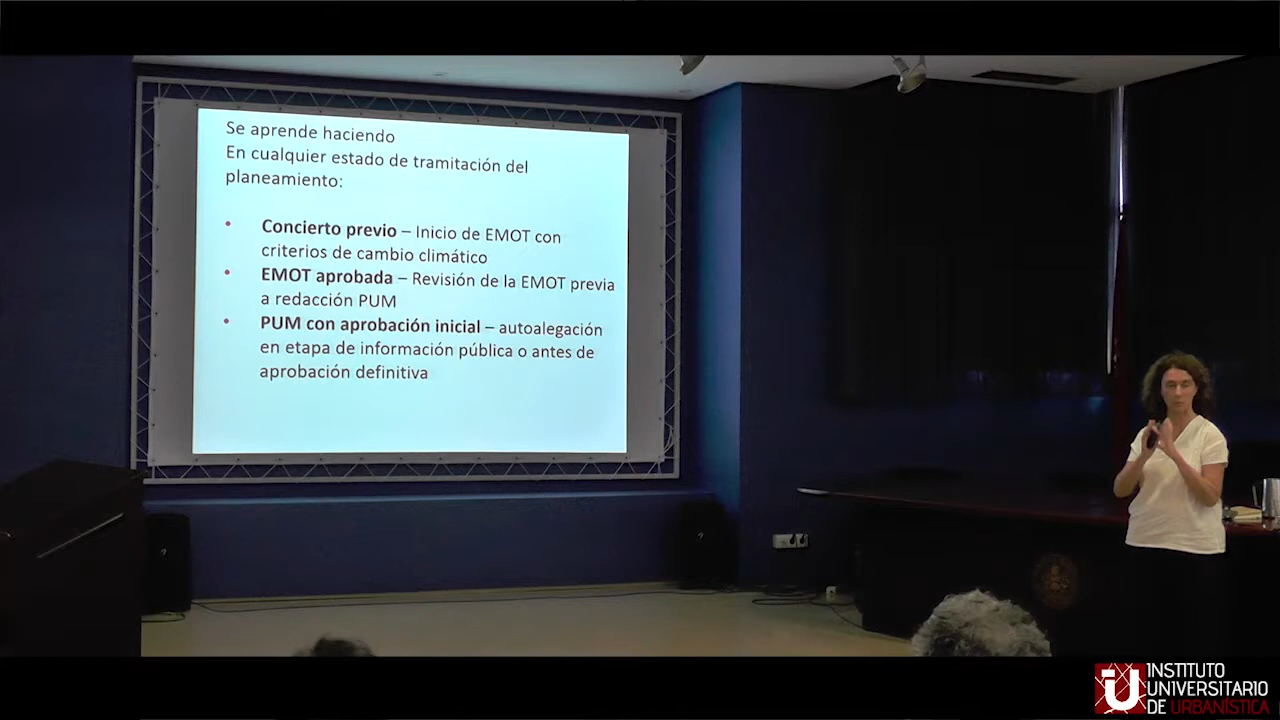 Se aprende haciendo
En cualquier estado de tramitación del
planeamiento:
• Concierto previo – Inicio de EMOT con
criterios de cambio climático
• EMOT aprobada – Revisión de la EMOT previa
a redacción PUM
• PUM con aprobación inicial – autoalegación
en etapa de información pública o antes de
aprobación definitiva
iU INSTITUTO
UNIVERSITARIO
DE URBANÍSTICA